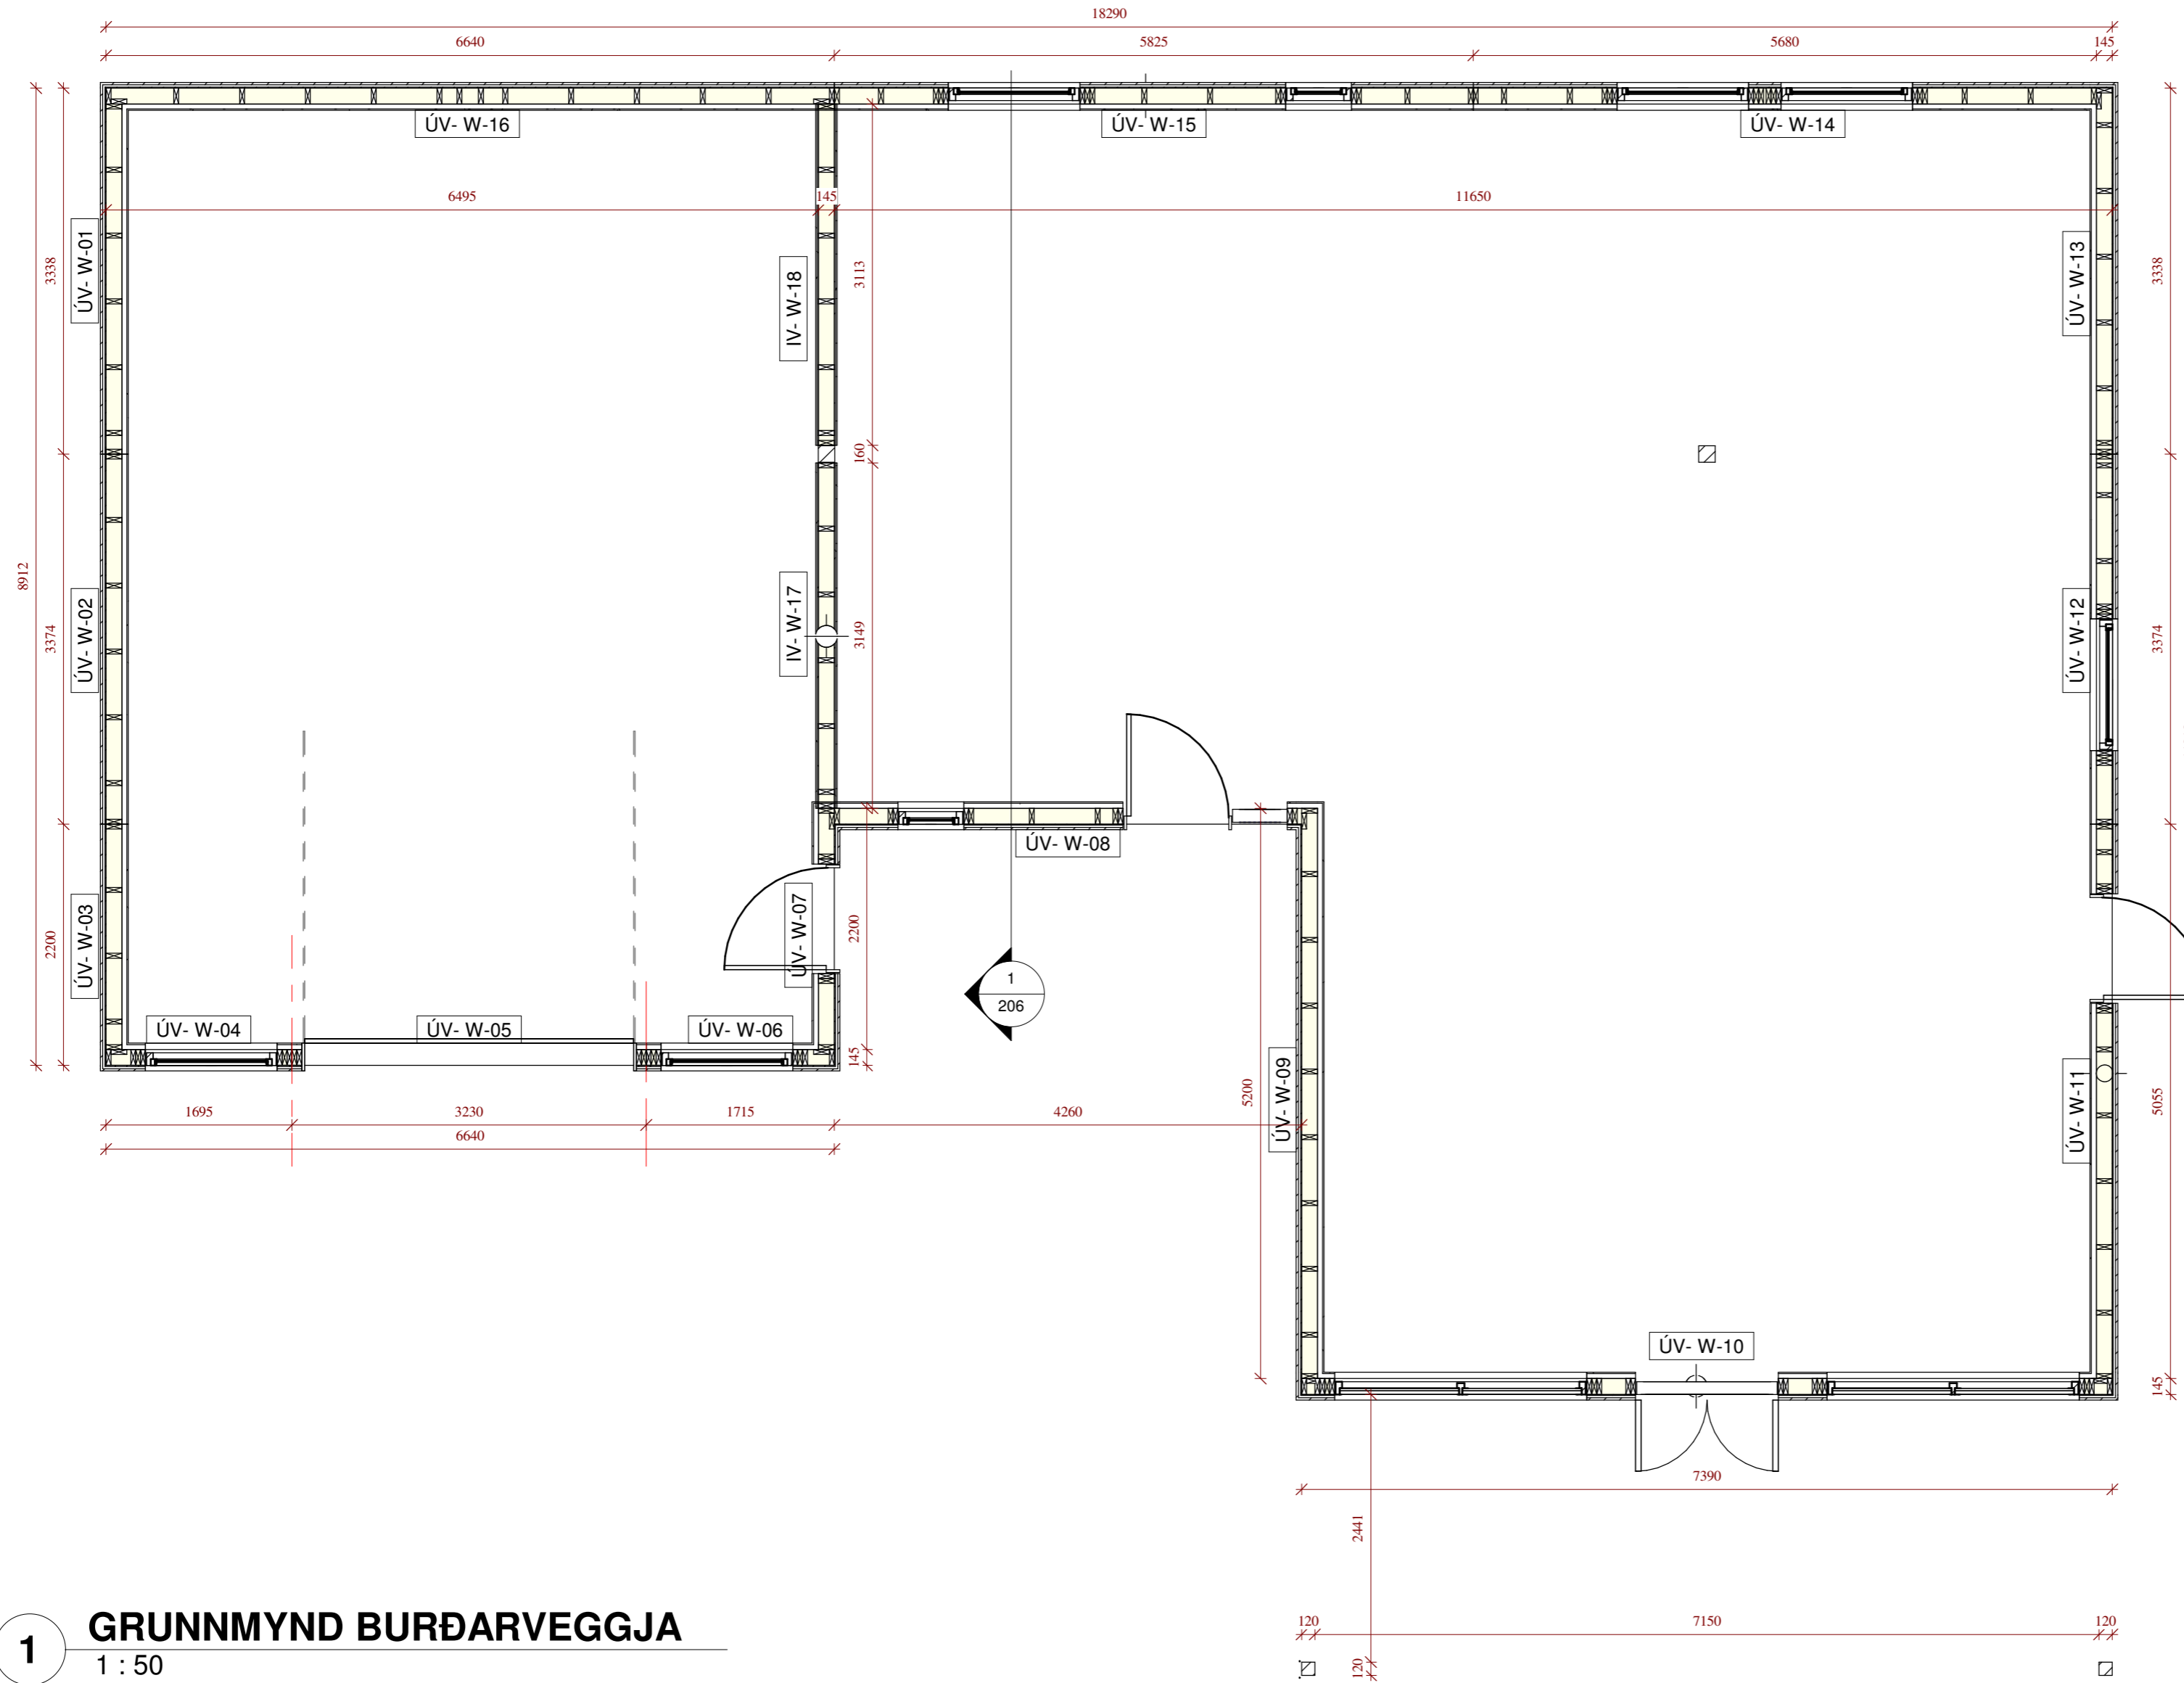 18290
6640 5825 5680 145
ÚV- W-16 ÚV- W-15 ÚV- W-14
6495 145 11650
ÚV- W-01
3338
IV- W-18
3113
ÚV- W-13
3338
160
8912
3374
ÚV- W-02
IV- W-17
3149
ÚV- W-12
3374
ÚV- W-08
2200
ÚV- W-03
ÚV- W-07
2200
1
206
ÚV- W-04 ÚV- W-05 ÚV- W-06
145
5200
ÚV- W-09
ÚV- W-11
5055
1695 3230 1715 4260
6640
ÚV- W-10
145
7390
2441
120 7150 120
120
1 GRUNNMYND BURÐARVEGGJA
1 : 50